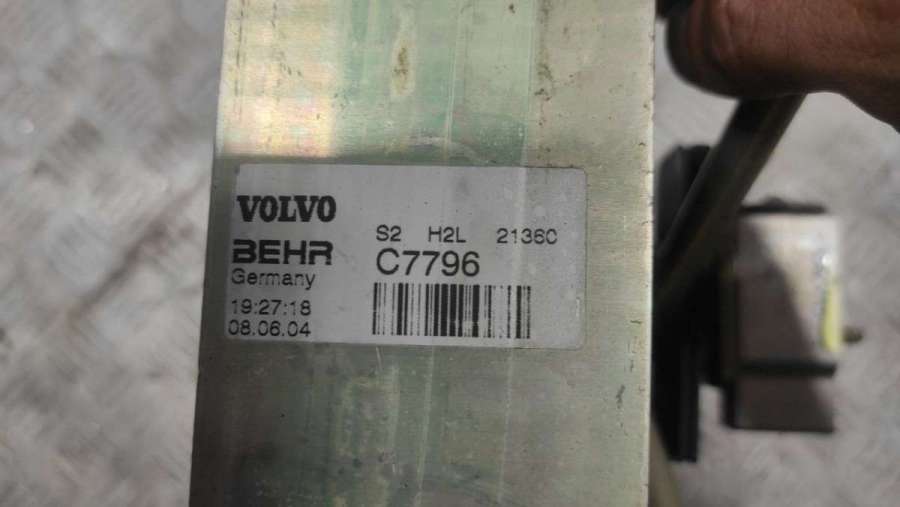 VOLVO
BEHR
Germany
19:27:18
08.06.04
S2 H2L 21360
C7796